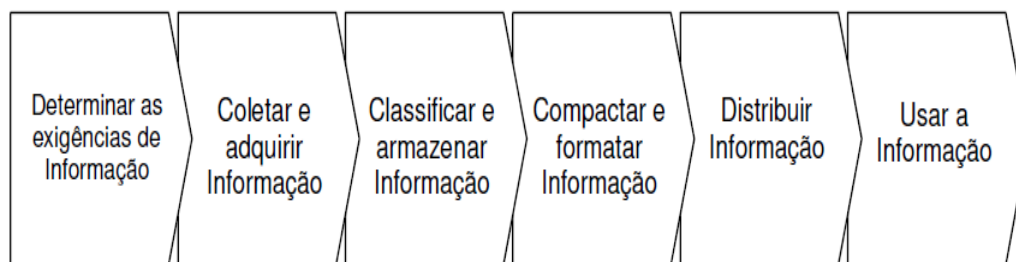 Determinar as
exigências de
Informação
Coletar e
adquirir
Informação
Classificar e
armazenar
Informação
Compactar e
formatar
Informação
Distribuir
Informação
Usar a
Informação